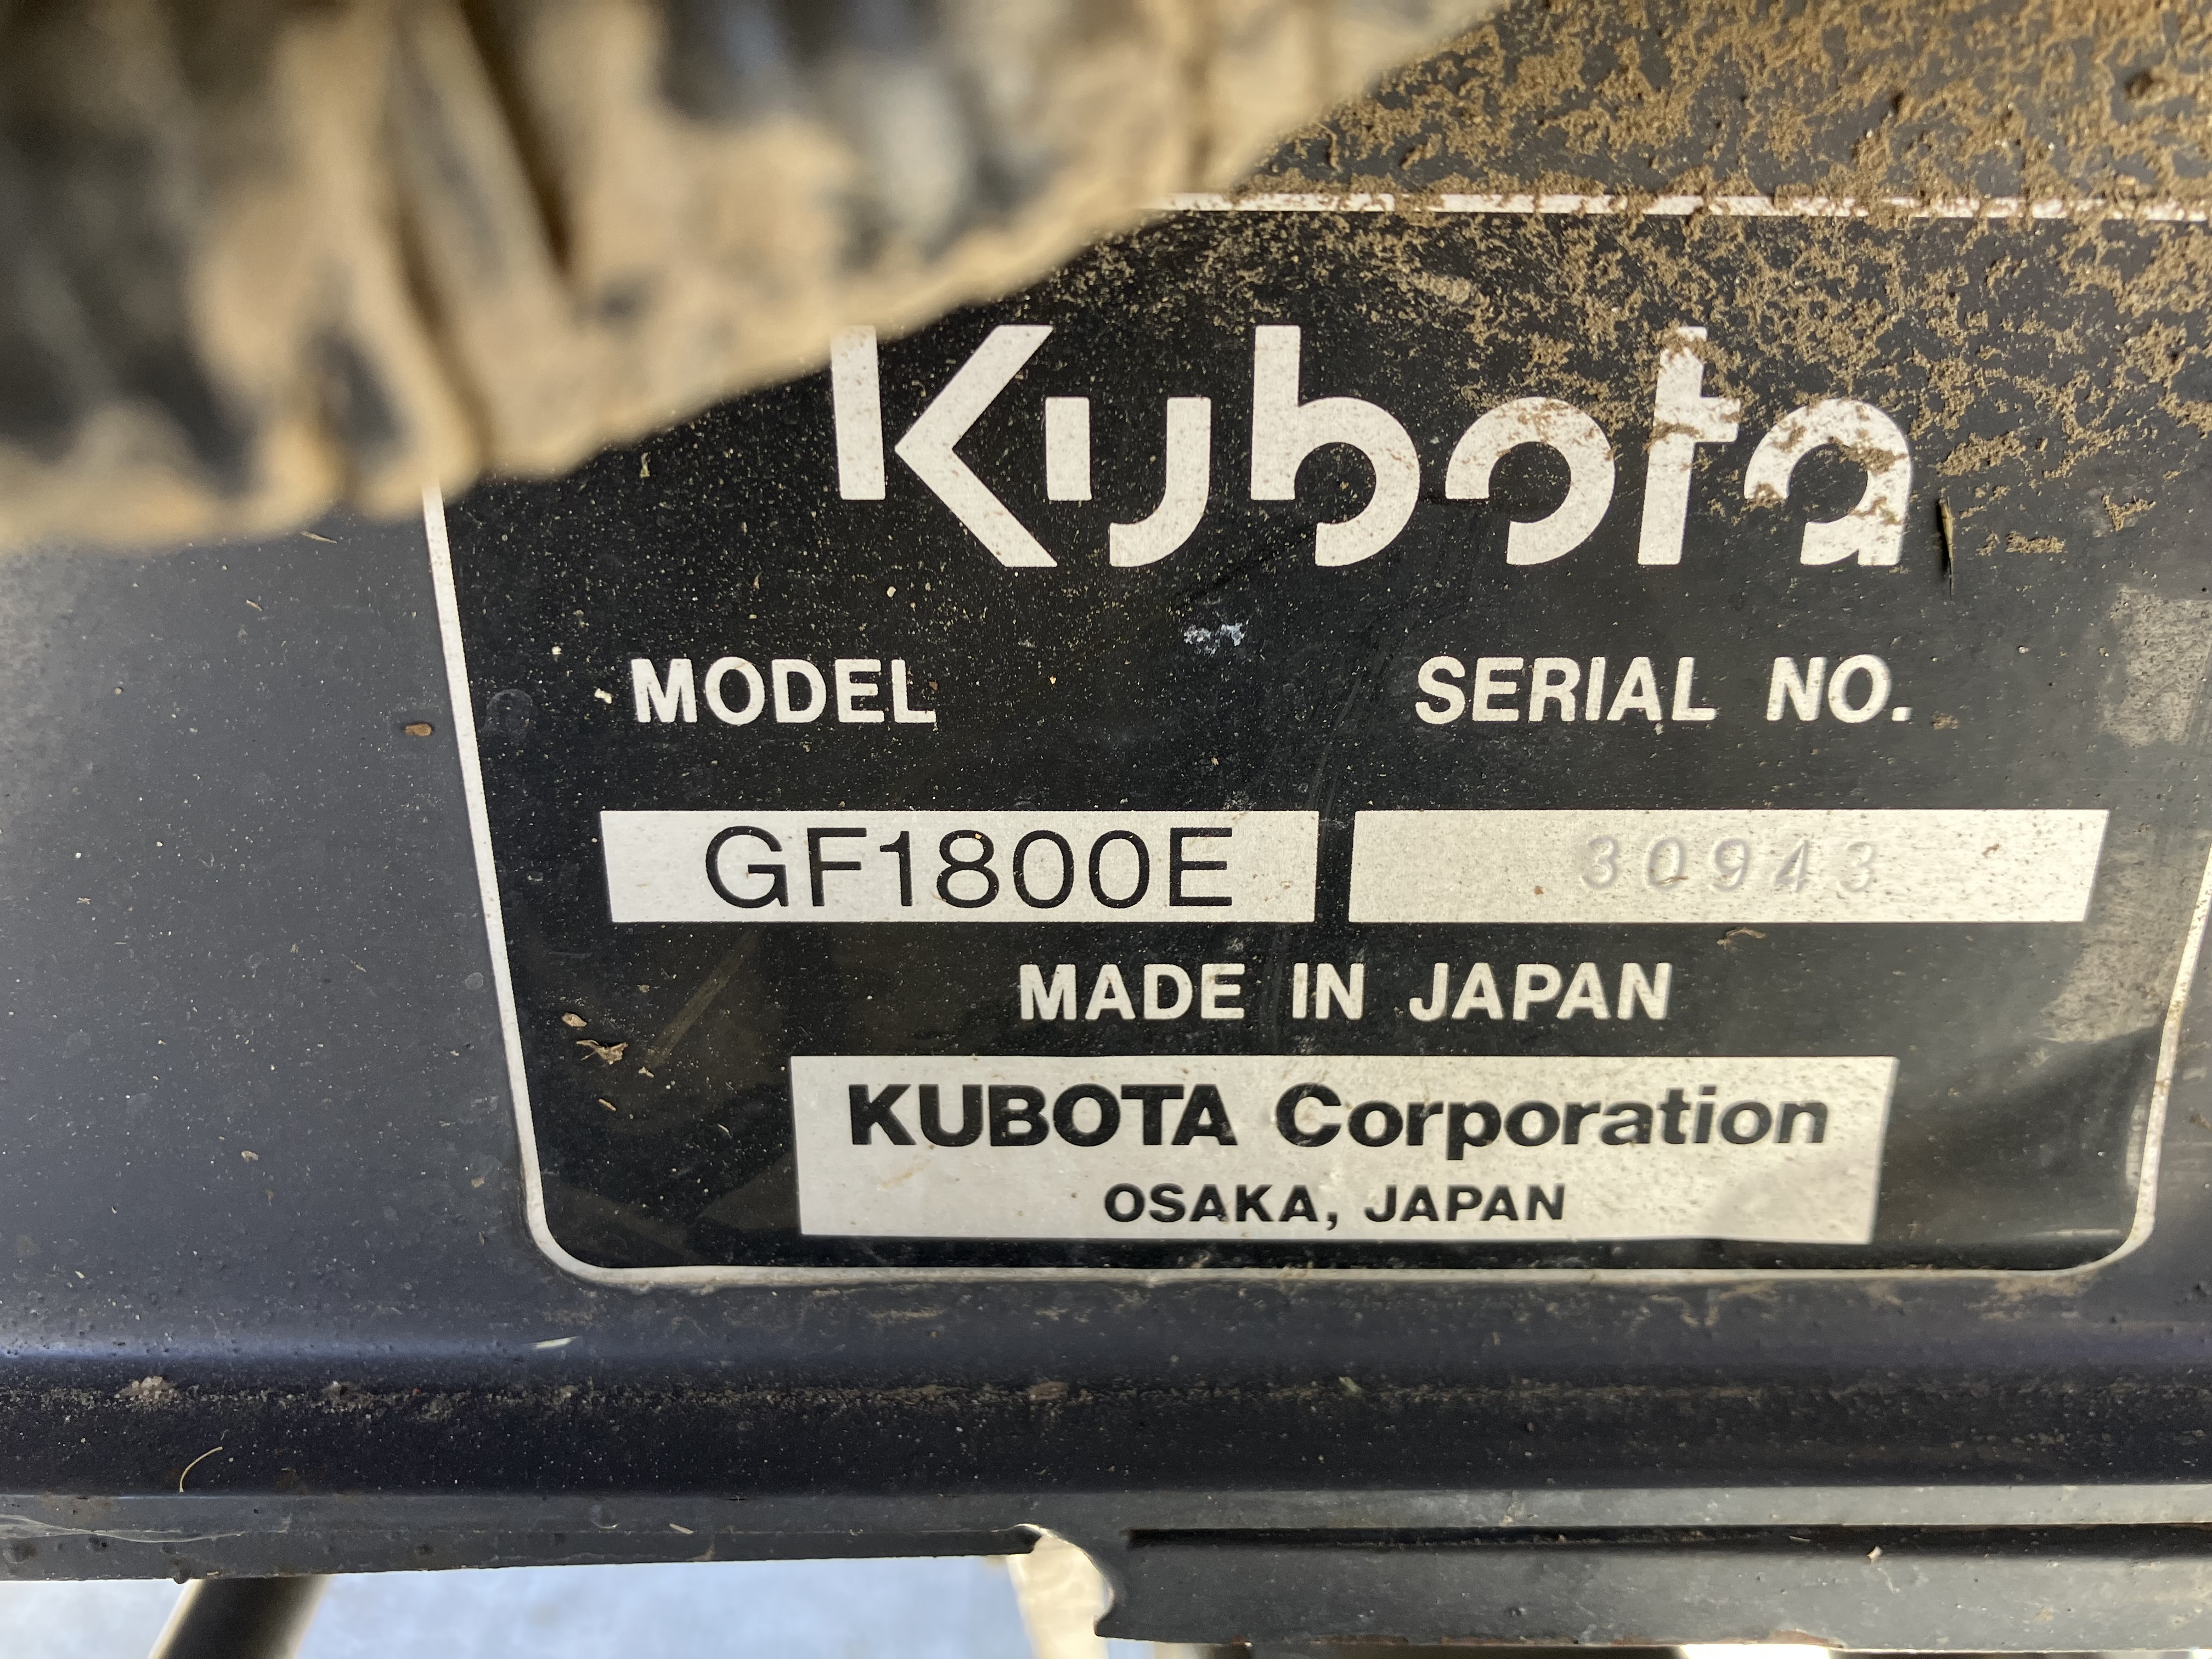 Kubota
MODEL SERIAL NO.
GF1800E 30943
MADE IN JAPAN
KUBOTA Corporation
OSAKA, JAPAN